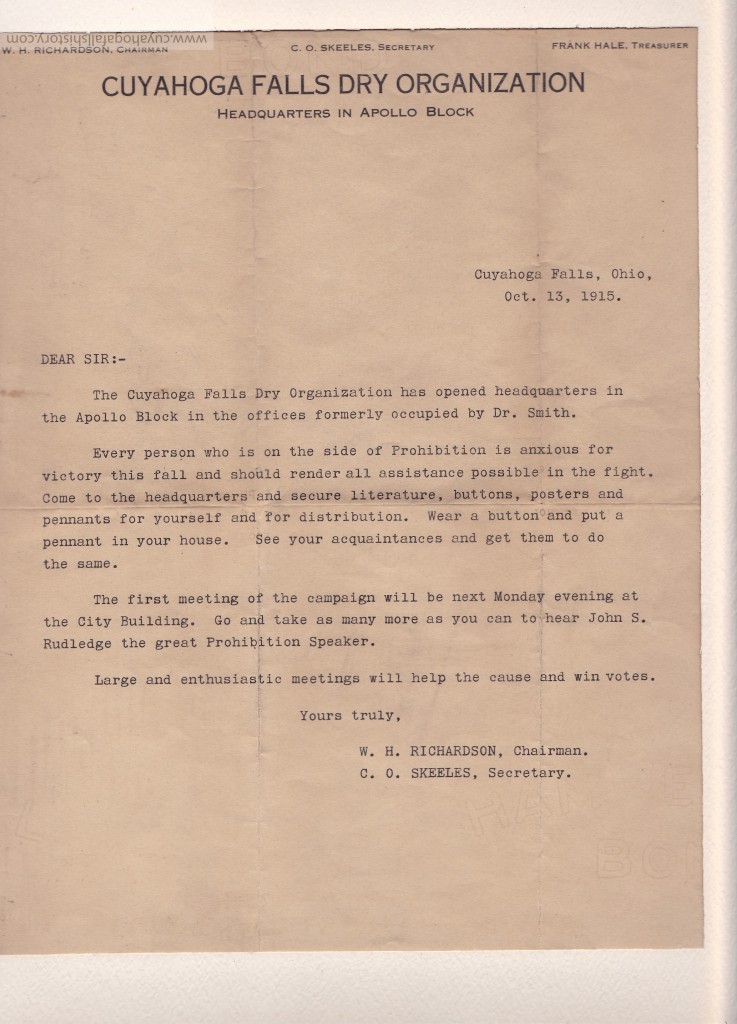 www.cuyahogafallshistory.com
W. H. RICHARDSON, CHAIRMAN
C. O. SKEELES, SECRETARY
FRANK HALE, TREASURER
CUYAHOGA FALLS DRY ORGANIZATION
HEADQUARTERS IN APOLLO BLOCK
Cuyahoga Falls, Ohio,
Oct. 13, 1915.
DEAR SIR:-
The Cuyahoga Falls Dry Organization has opened headquarters in
the Apollo Block in the offices formerly occupied by Dr. Smith.
Every person who is on the side of Prohibition is anxious for
victory this fall and should render all assistance possible in the fight.
Come to the headquarters and secure literature, buttons, posters and
pennants for yourself and for distribution. Wear a button and put a
pennant in your house. See your acquaintances and get them to do
the same.
The first meeting of the campaign will be next Monday evening at
the City Building. Go and take as many more as you can to hear John S.
Rudledge the great Prohibition Speaker.
Large and enthusiastic meetings will help the cause and win votes.
Yours truly,
W. H. RICHARDSON, Chairman.
C. O. SKEELES, Secretary.